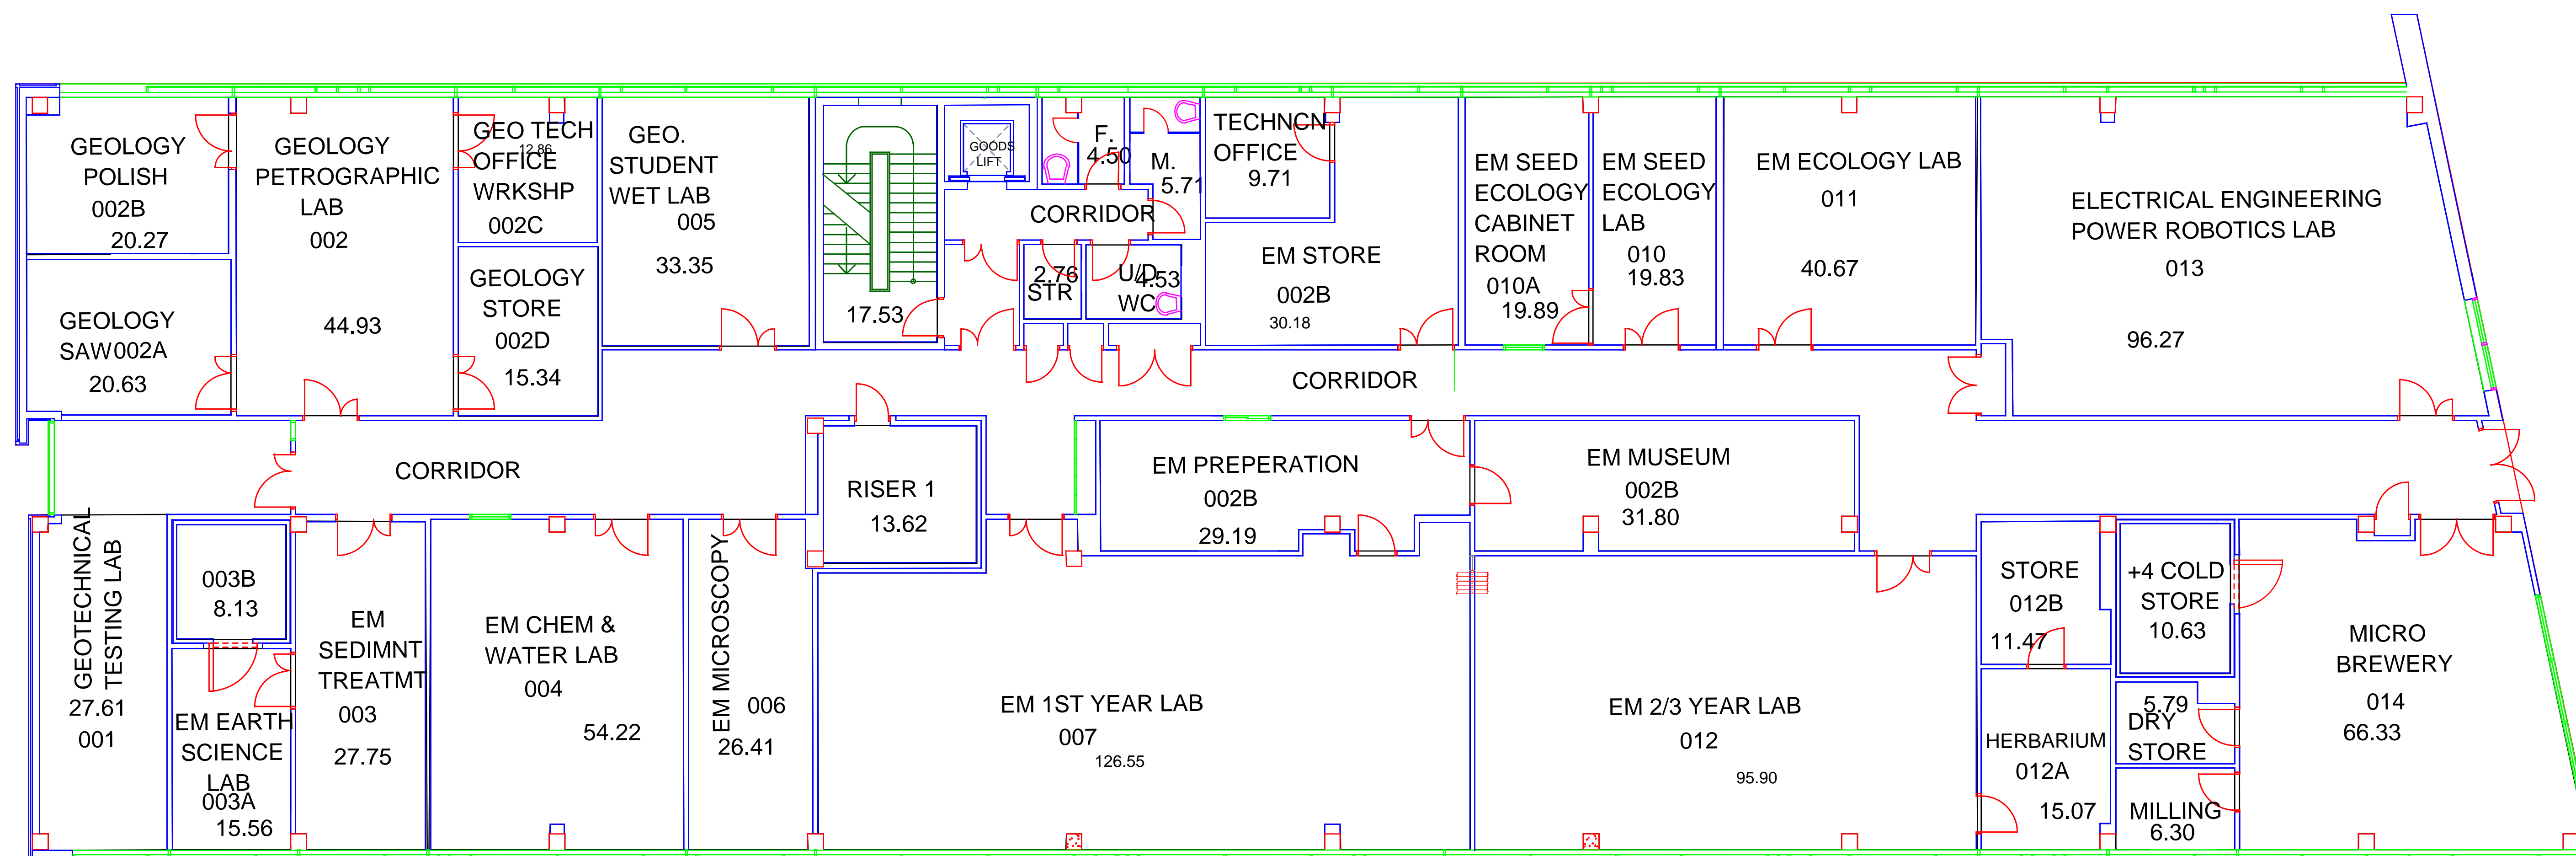 GEOLOGY
POLISH
002B
20.27
GEOLOGY
PETROGRAPHIC
LAB
002
44.93
GEO TECH
12.86
OFFICE
WRKSHP
002C
GEO.
STUDENT
WET LAB
005
33.35
GEOLOGY
SAW002A
20.63
GEOLOGY
STORE
002D
15.34
17.53
GOODS
LIFT
F.
4.50
M.
5.71
CORRIDOR
2.76
STR
U/D
4.53
WC
TECHNCN
OFFICE
9.71
EM STORE
002B
30.18
EM SEED
ECOLOGY
CABINET
ROOM
010A
19.89
EM SEED
ECOLOGY
LAB
010
19.83
EM ECOLOGY LAB
011
40.67
ELECTRICAL ENGINEERING
POWER ROBOTICS LAB
013
96.27
CORRIDOR
CORRIDOR
RISER 1
13.62
EM PREPERATION
002B
29.19
EM MUSEUM
002B
31.80
GEOTECHNICAL
TESTING LAB
27.61
001
003B
8.13
EM EARTH
SCIENCE
LAB
003A
15.56
EM
SEDIMNT
TREATMT
003
27.75
EM CHEM &
WATER LAB
004
54.22
EM MICROSCOPY
006
26.41
EM 1ST YEAR LAB
007
126.55
EM 2/3 YEAR LAB
012
95.90
STORE
012B
11.47
HERBARIUM
012A
15.07
+4 COLD
STORE
10.63
5.79
DRY
STORE
MILLING
6.30
MICRO
BREWERY
014
66.33